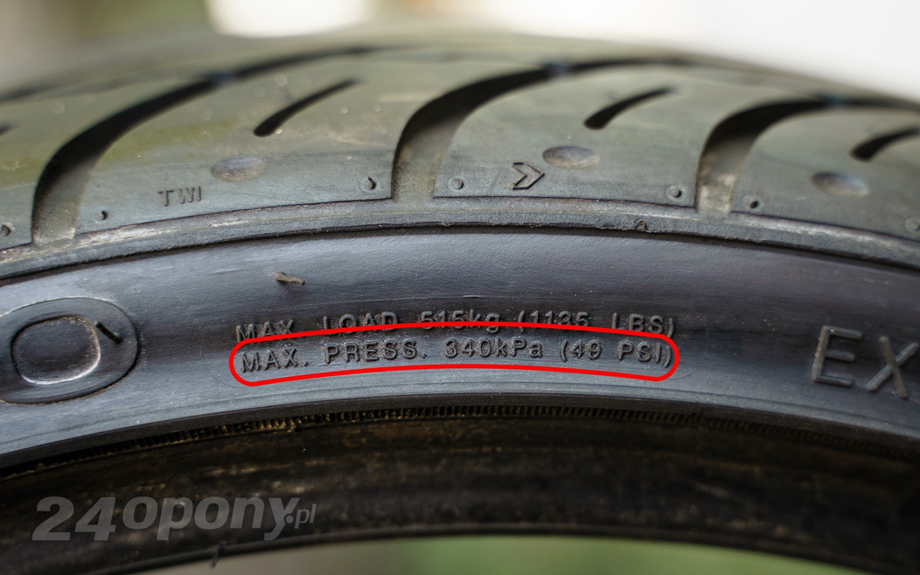 TWI
MAX. LOAD 515kg (1135 LBS)
MAX. PRESS. 340kPa (49 PSI)
EX
24opony.pl